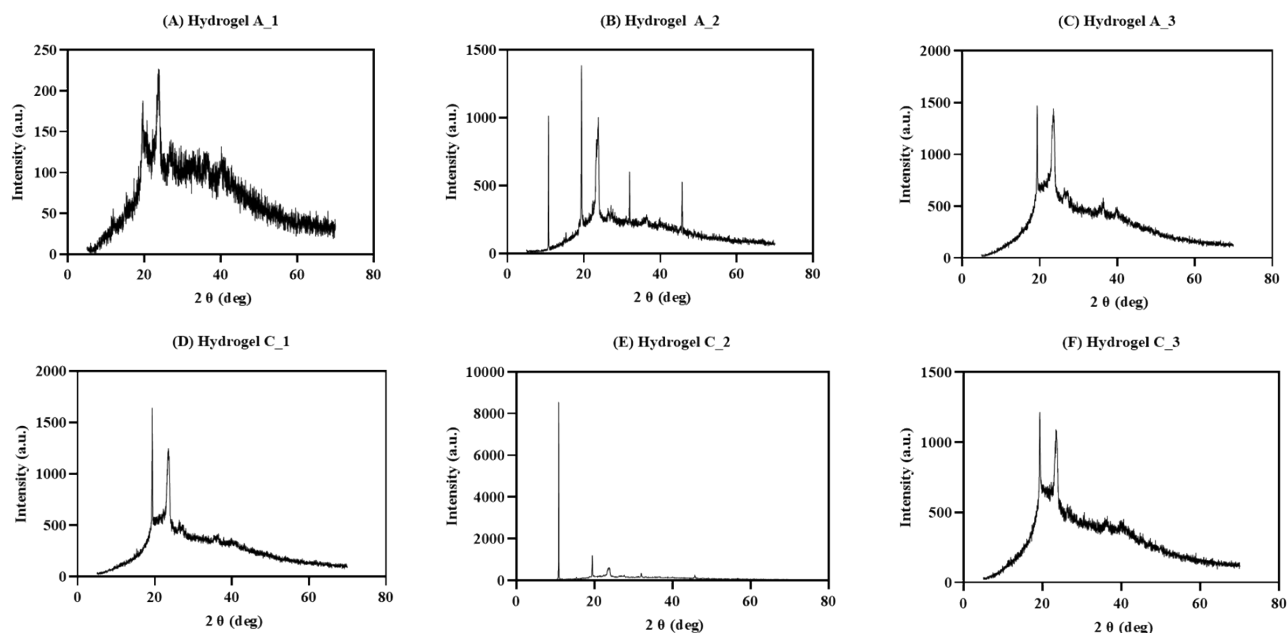 (A) Hydrogel A_1
250
200
150
100
50
0
0 20 40 60 80
Intensity (a.u.)
2 θ (deg)
(B) Hydrogel A_2
1500
1000
500
0
0 20 40 60 80
Intensity (a.u.)
2 θ (deg)
(C) Hydrogel A_3
2000
1500
1000
500
0
0 20 40 60 80
Intensity (a.u.)
2 θ (deg)
(D) Hydrogel C_1
2000
1500
1000
500
0
0 20 40 60 80
Intensity (a.u.)
2 θ (deg)
(E) Hydrogel C_2
10000
8000
6000
4000
2000
0
0 20 40 60 80
Intensity (a.u.)
2 θ (deg)
(F) Hydrogel C_3
1500
1000
500
0
0 20 40 60 80
Intensity (a.u.)
2 θ (deg)